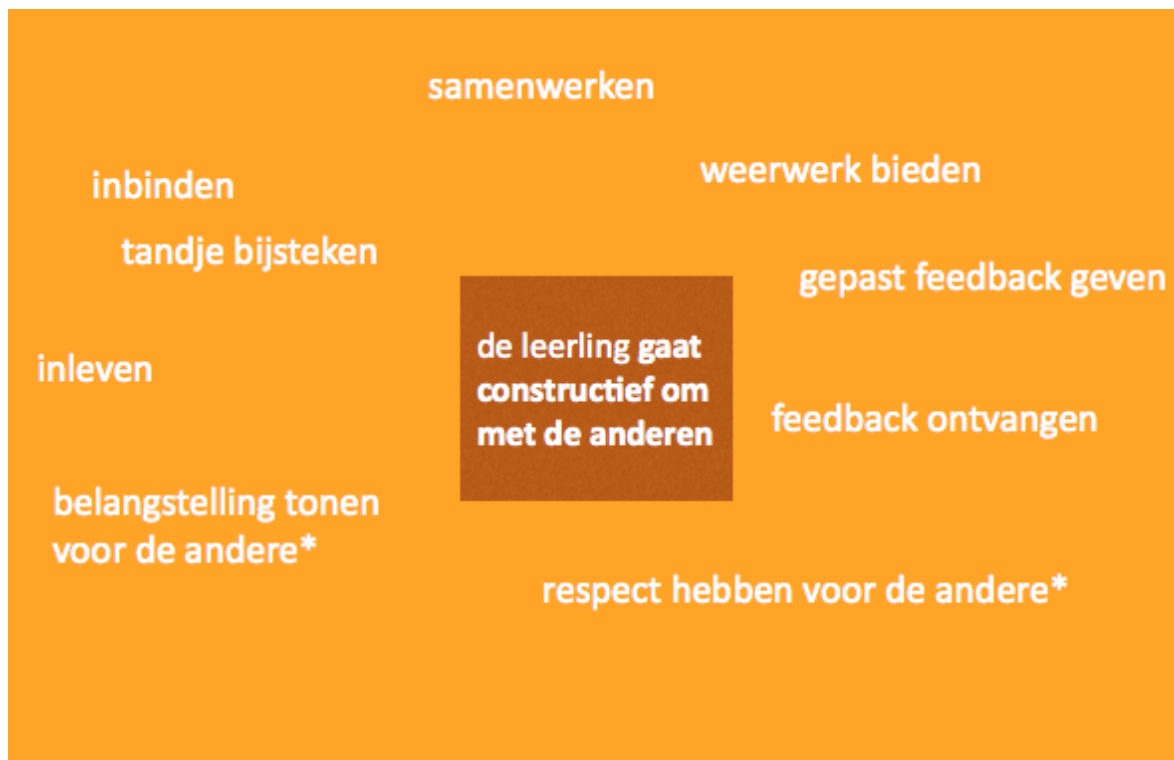 samenwerken
weerwerk bieden
inbinden
tandje bijsteken
gepast feedback geven
de leerling gaat
constructief om
met de anderen
inleven
feedback ontvangen
belangstelling tonen
voor de andere*
respect hebben voor de andere*